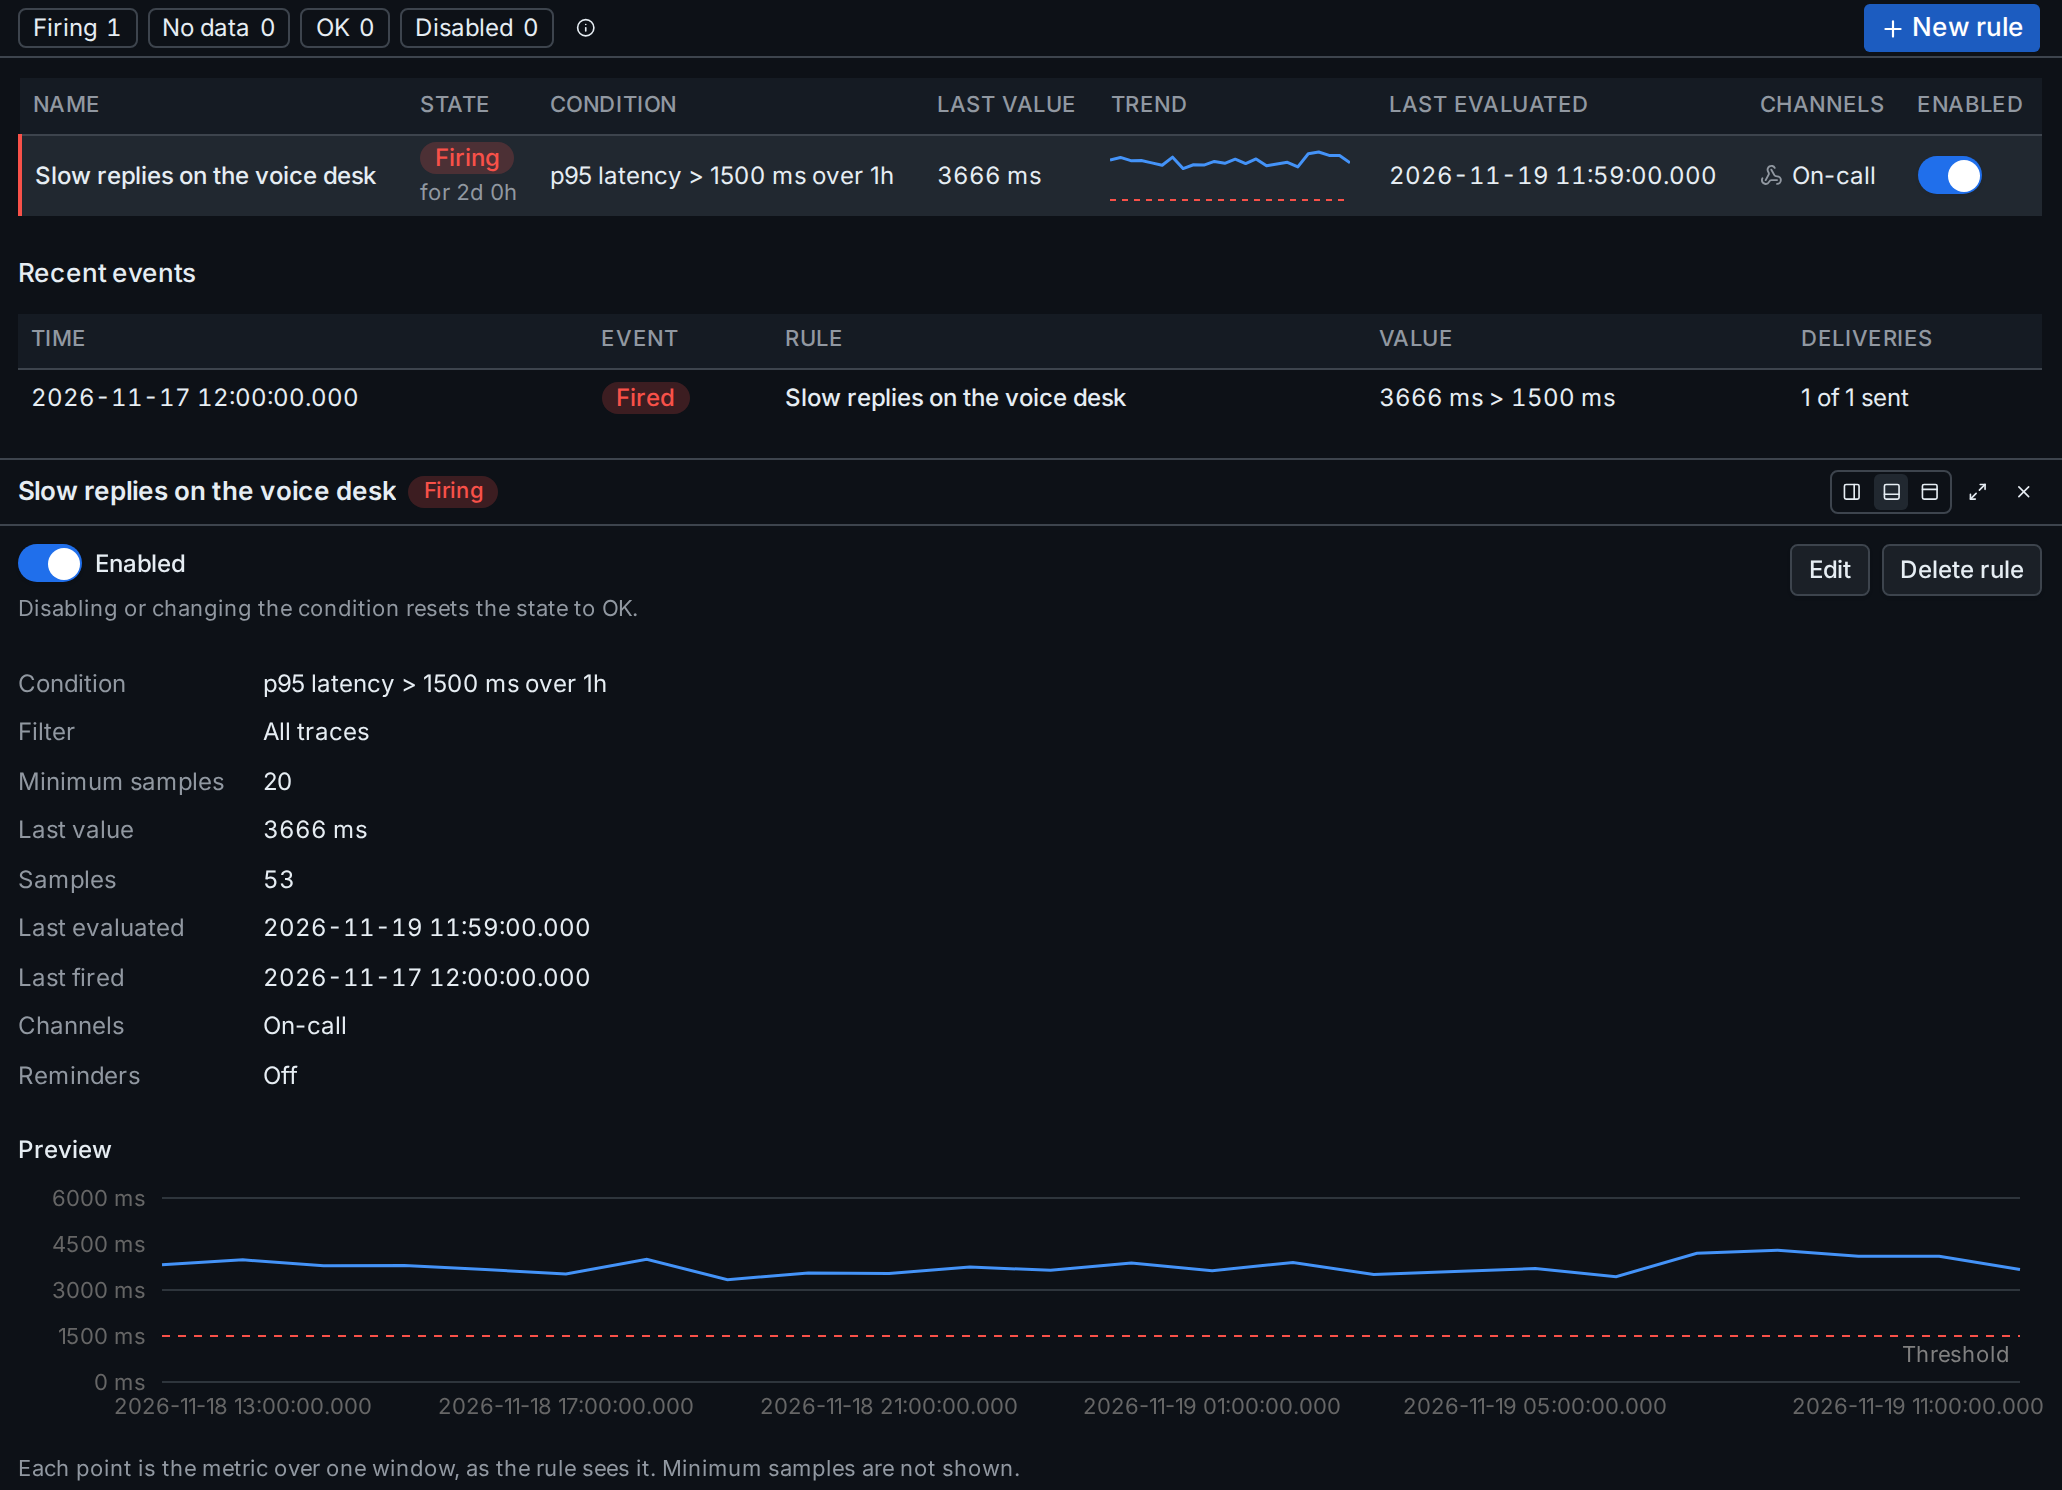 Firing 1 No data 0 OK 0 Disabled 0 + New rule
NAME STATE CONDITION LAST VALUE TREND LAST EVALUATED CHANNELS ENABLED
Slow replies on the voice desk Firing for 2d 0h p95 latency > 1500 ms over 1h 3666 ms 2026-11-19 11:59:00.000 On-call
Recent events
TIME EVENT RULE VALUE DELIVERIES
2026-11-17 12:00:00.000 Fired Slow replies on the voice desk 3666 ms > 1500 ms 1 of 1 sent
Slow replies on the voice desk Firing
Enabled Edit Delete rule
Disabling or changing the condition resets the state to OK.
Condition p95 latency > 1500 ms over 1h
Filter All traces
Minimum samples 20
Last value 3666 ms
Samples 53
Last evaluated 2026-11-19 11:59:00.000
Last fired 2026-11-17 12:00:00.000
Channels On-call
Reminders Off
Preview
6000 ms
4500 ms
3000 ms
1500 ms
Threshold
0 ms
2026-11-18 13:00:00.000 2026-11-18 17:00:00.000 2026-11-18 21:00:00.000 2026-11-19 01:00:00.000 2026-11-19 05:00:00.000 2026-11-19 11:00:00.000
Each point is the metric over one window, as the rule sees it. Minimum samples are not shown.